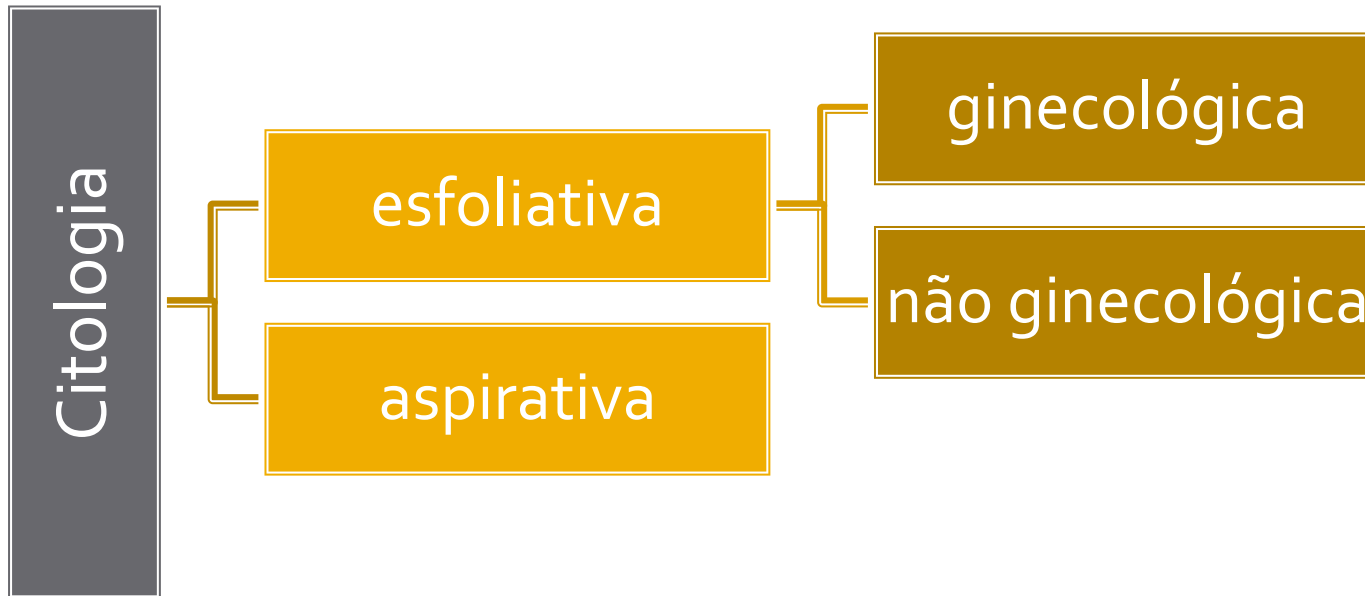 Citologia
esfoliativa
aspirativa
ginecológica
não ginecológica